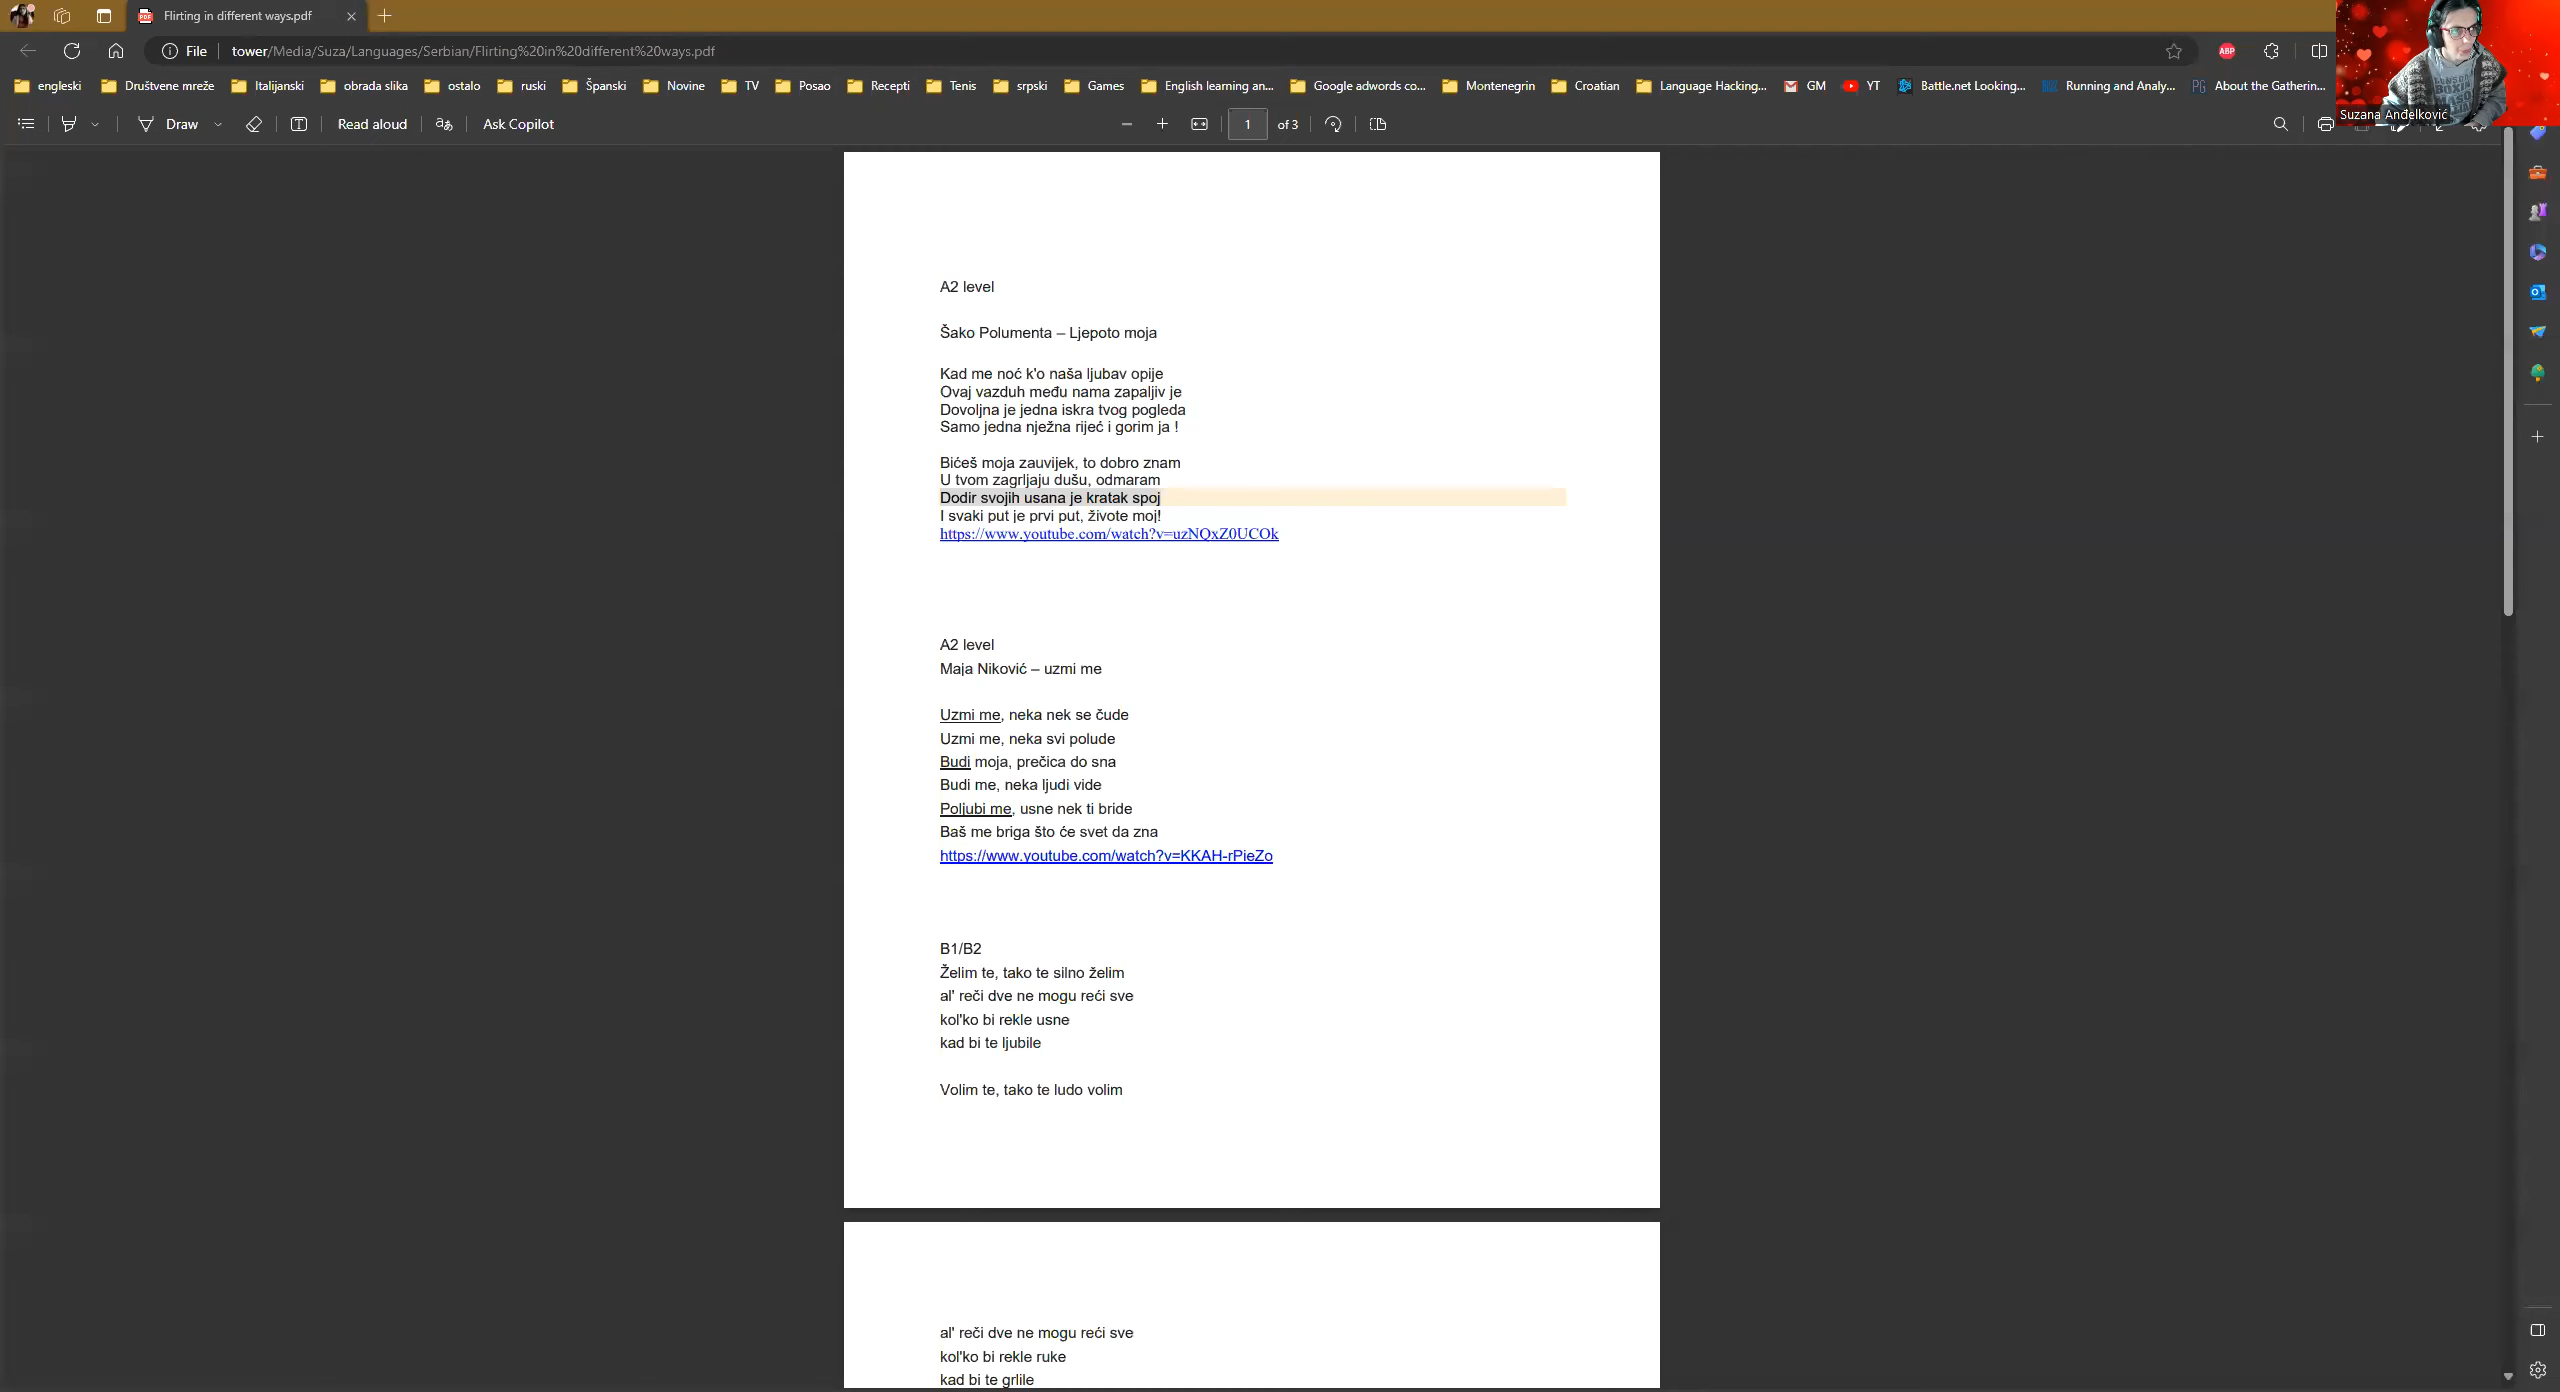 Flirting in different ways.pdf
File
tower/Media/Suza/Languages/Serbian/Flirting%20in%20different%20ways.pdf
ABP
engleski Društvene mreže Italijanski obrada slika ostalo ruski Španski Novine TV Posao Recepti Tenis srpski Games English learning an... Google adwords co... Montenegrin Croatian Language Hacking... GM YT Battle.net Looking... Running and Analy... PG About the Gatherin...
Suzana Anđelković
Draw Read aloud aあ Ask Copilot 1 of 3
A2 level
Šako Polumenta – Ljepoto moja
Kad me noć k'o naša ljubav opije
Ovaj vazduh među nama zapaljiv je
Dovoljna je jedna iskra tvog pogleda
Samo jedna nježna rijeć i gorim ja !
Bićeš moja zauvijek, to dobro znam
U tvom zagrljaju dušu, odmaram
Dodir svojih usana je kratak spoj
I svaki put je prvi put, živote moj!
https://www.youtube.com/watch?v=uzNQxZ0UCOk
A2 level
Maja Niković – uzmi me
Uzmi me, neka nek se čude
Uzmi me, neka svi polude
Budi moja, prečica do sna
Budi me, neka ljudi vide
Poljubi me, usne nek ti bride
Baš me briga što će svet da zna
https://www.youtube.com/watch?v=KKAH-rPieZo
B1/B2
Želim te, tako te silno želim
al' reči dve ne mogu reći sve
kol'ko bi rekle usne
kad bi te ljubile
Volim te, tako te ludo volim
al' reči dve ne mogu reći sve
kol'ko bi rekle ruke
kad bi te grlile